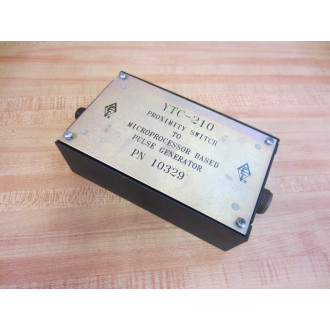 YTC-210
PROXIMITY SWITCH
TO
MICROPROCESSOR BASED
PULSE GENERATOR
PN 10329